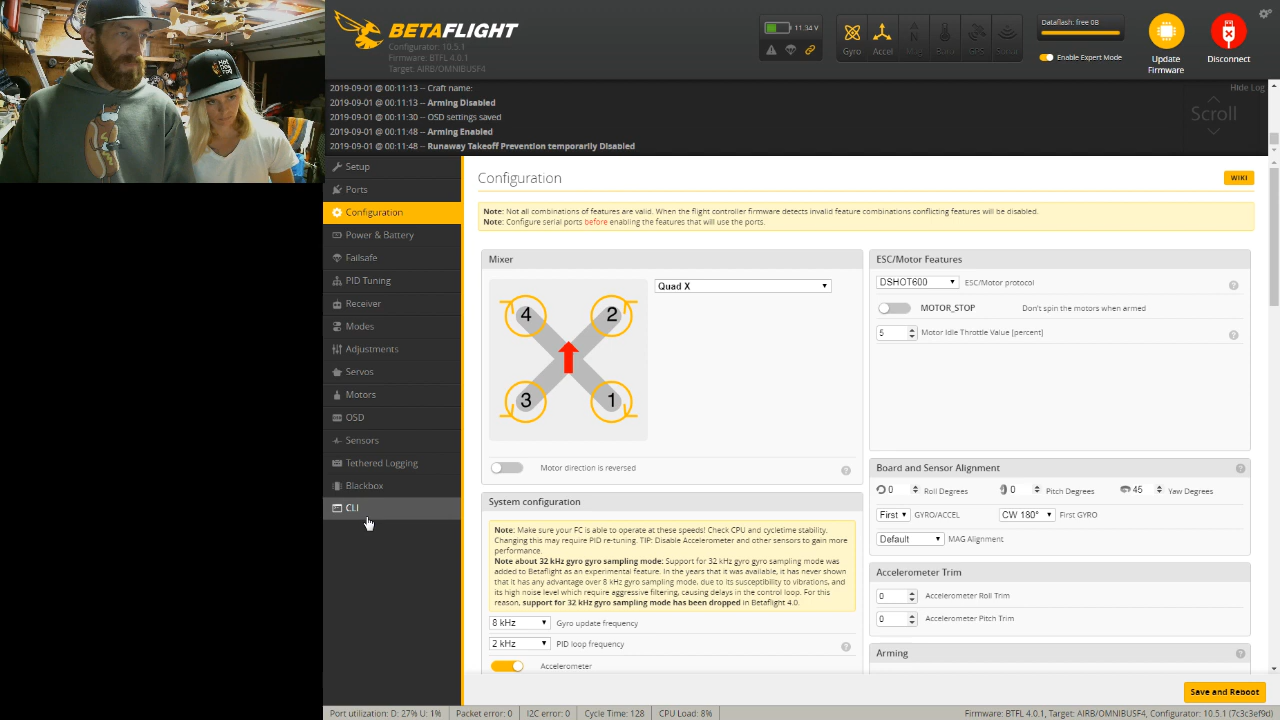 BETAFLIGHT
Configurator: 10.5.1
Firmware: BTFL 4.0.1
Target: AIRB/OMNIBUSF4
11.34 V
Gyro
Accel
Mag
Baro
GPS
Sonar
Dataflash: free 0B
Enable Expert Mode
Update
Firmware
Disconnect
2019-09-01 @ 00:11:13 -- Craft name:
2019-09-01 @ 00:11:13 -- Arming Disabled
2019-09-01 @ 00:11:30 -- OSD settings saved
2019-09-01 @ 00:11:48 -- Arming Enabled
2019-09-01 @ 00:11:48 -- Runaway Takeoff Prevention temporarily Disabled
Hide Log
Scroll
Setup
Ports
Configuration
Power & Battery
Failsafe
PID Tuning
Receiver
Modes
Adjustments
Servos
Motors
OSD
Sensors
Tethered Logging
Blackbox
CLI
Configuration
WIKI
Note: Not all combinations of features are valid. When the flight controller firmware detects invalid feature combinations conflicting features will be disabled.
Note: Configure serial ports before enabling the features that will use the ports.
Mixer
Quad X
4
2
3
1
Motor direction is reversed
System configuration
Note: Make sure your FC is able to operate at these speeds! Check CPU and cycletime stability.
Changing this may require PID re-tuning. TIP: Disable Accelerometer and other sensors to gain more
performance.
Note about 32 kHz gyro gyro sampling mode: Support for 32 kHz gyro gyro sampling mode was
added to Betaflight as an experimental feature. In the years that it was available, it has never shown
that it has any advantage over 8 kHz gyro sampling mode, due to its susceptibility to vibrations, and
its high noise level which require aggressive filtering, causing delays in the control loop. For this
reason, support for 32 kHz gyro sampling mode has been dropped in Betaflight 4.0.
8 kHz Gyro update frequency
2 kHz PID loop frequency
Accelerometer
ESC/Motor Features
DSHOT600 ESC/Motor protocol
MOTOR_STOP Don't spin the motors when armed
5 Motor Idle Throttle Value [percent]
Board and Sensor Alignment
0 Roll Degrees 0 Pitch Degrees 45 Yaw Degrees
First GYRO/ACCEL CW 180° First GYRO
Default MAG Alignment
Accelerometer Trim
0 Accelerometer Roll Trim
0 Accelerometer Pitch Trim
Arming
Save and Reboot
Port utilization: D: 27% U: 1% Packet error: 0 I2C error: 0 Cycle Time: 128 CPU Load: 8% Firmware: BTFL 4.0.1, Target: AIRB/OMNIBUSF4, Configurator: 10.5.1 (7c3c3ef9d)